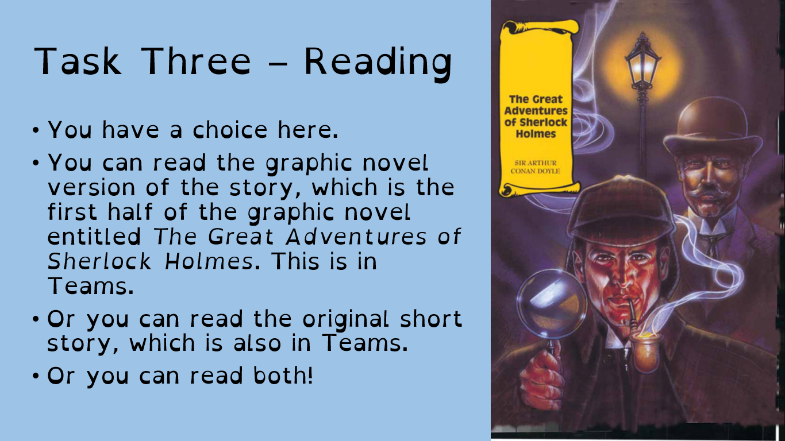 Task Three – Reading
• You have a choice here.
• You can read the graphic novel
version of the story, which is the
first half of the graphic novel
entitled The Great Adventures of
Sherlock Holmes. This is in
Teams.
• Or you can read the original short
story, which is also in Teams.
• Or you can read both!
The Great
Adventures
of Sherlock
Holmes
SIR ARTHUR
CONAN DOYLE